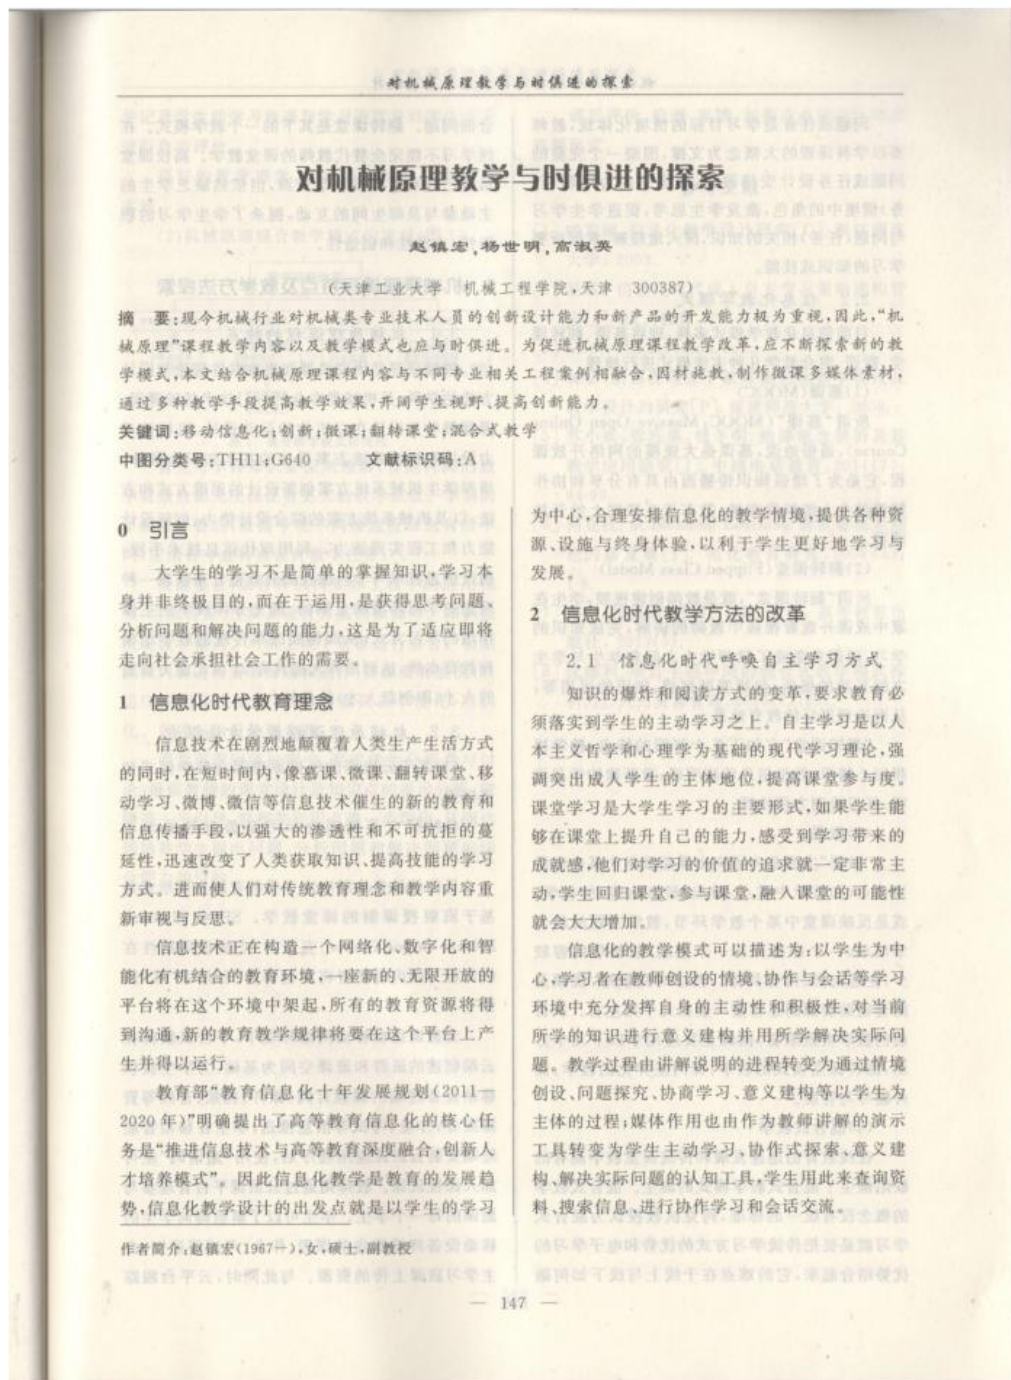 对机械原理教学与时俱进的探索
对机械原理教学与时俱进的探索
赵镇宏,杨世明,高淑英
(天津工业大学 机械工程学院,天津 300387)
摘 要:现今机械行业对机械类专业技术人员的创新设计能力和新产品的开发能力极为重视,因此,“机
械原理”课程教学内容以及教学模式也应与时俱进。为促进机械原理课程教学改革,应不断探索新的教
学模式,本文结合机械原理课程内容与不同专业相关工程案例相融合,因材施教,制作微课多媒体素材,
通过多种教学手段提高教学效果,开阔学生视野、提高创新能力。
关键词:移动信息化;创新;微课;翻转课堂;混合式教学
中图分类号:TH11;G640 文献标识码:A
0 引言
大学生的学习不是简单的掌握知识,学习本
身并非终极目的,而在于运用,是获得思考问题、
分析问题和解决问题的能力,这是为了适应即将
走向社会承担社会工作的需要。
1 信息化时代教育理念
信息技术在剧烈地颠覆着人类生产生活方式
的同时,在短时间内,像慕课、微课、翻转课堂、移
动学习、微博、微信等信息技术催生的新的教育和
信息传播手段,以强大的渗透性和不可抗拒的蔓
延性,迅速改变了人类获取知识、提高技能的学习
方式。进而使人们对传统教育理念和教学内容重
新审视与反思。
信息技术正在构造一个网络化、数字化和智
能化有机结合的教育环境,一座新的、无限开放的
平台将在这个环境中架起,所有的教育资源将得
到沟通,新的教育教学规律将要在这个平台上产
生并得以运行。
教育部“教育信息化十年发展规划(2011—
2020年)”明确提出了高等教育信息化的核心任
务是“推进信息技术与高等教育深度融合,创新人
才培养模式”。因此信息化教学是教育的发展趋
势,信息化教学设计的出发点就是以学生的学习
作者简介:赵镇宏(1967—),女,硕士,副教授
为中心,合理安排信息化的教学情境,提供各种资
源、设施与终身体验,以利于学生更好地学习与
发展。
2 信息化时代教学方法的改革
2.1 信息化时代呼唤自主学习方式
知识的爆炸和阅读方式的变革,要求教育必
须落实到学生的主动学习之上。自主学习是以人
本主义哲学和心理学为基础的现代学习理论,强
调突出成人学生的主体地位,提高课堂参与度。
课堂学习是大学生学习的主要形式,如果学生能
够在课堂上提升自己的能力,感受到学习带来的
成就感,他们对学习的价值的追求就一定非常主
动,学生回归课堂,参与课堂,融入课堂的可能性
就会大大增加。
信息化的教学模式可以描述为:以学生为中
心,学习者在教师创设的情境、协作与会话等学习
环境中充分发挥自身的主动性和积极性,对当前
所学的知识进行意义建构并用所学解决实际问
题。教学过程由讲解说明的进程转变为通过情境
创设、问题探究、协商学习、意义建构等以学生为
主体的过程;媒体作用也由作为教师讲解的演示
工具转变为学生主动学习、协作式探索、意义建
构、解决实际问题的认知工具,学生用此来查询资
料、搜索信息、进行协作学习和会话交流。
— 147 —